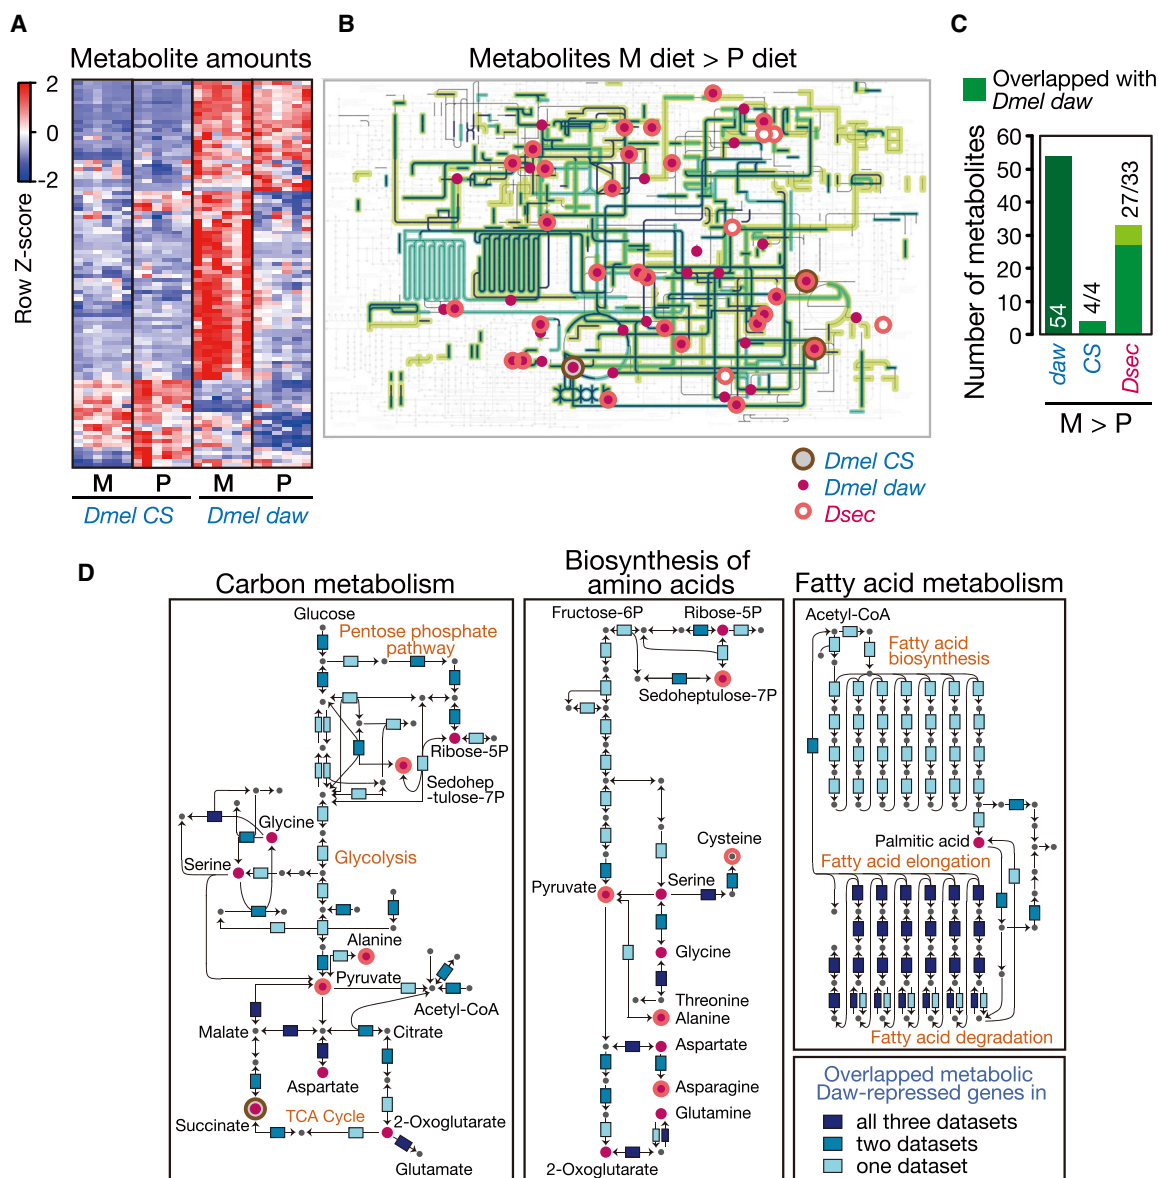 A
Metabolite amounts
Row Z-score
2
0
-2
M
P
M
P
Dmel CS
Dmel daw
B
Metabolites M diet > P diet
Dmel CS
Dmel daw
Dsec
C
Overlapped with
Dmel daw
Number of metabolites
60
50
40
30
20
10
0
54
4/4
27/33
daw
CS
Dsec
M > P
D
Carbon metabolism
Glucose
Pentose phosphate
pathway
Ribose-5P
Sedohep
-tulose-7P
Glycine
Serine
Glycolysis
Alanine
Pyruvate
Acetyl-CoA
Malate
Citrate
Aspartate
Succinate
TCA Cycle
2-Oxoglutarate
Glutamate
Biosynthesis of
amino acids
Fructose-6P
Ribose-5P
Sedoheptulose-7P
Cysteine
Pyruvate
Serine
Glycine
Threonine
Alanine
Aspartate
Asparagine
Glutamine
2-Oxoglutarate
Fatty acid metabolism
Acetyl-CoA
Fatty acid
biosynthesis
Palmitic acid
Fatty acid elongation
Fatty acid degradation
Overlapped metabolic
Daw-repressed genes in
all three datasets
two datasets
one dataset